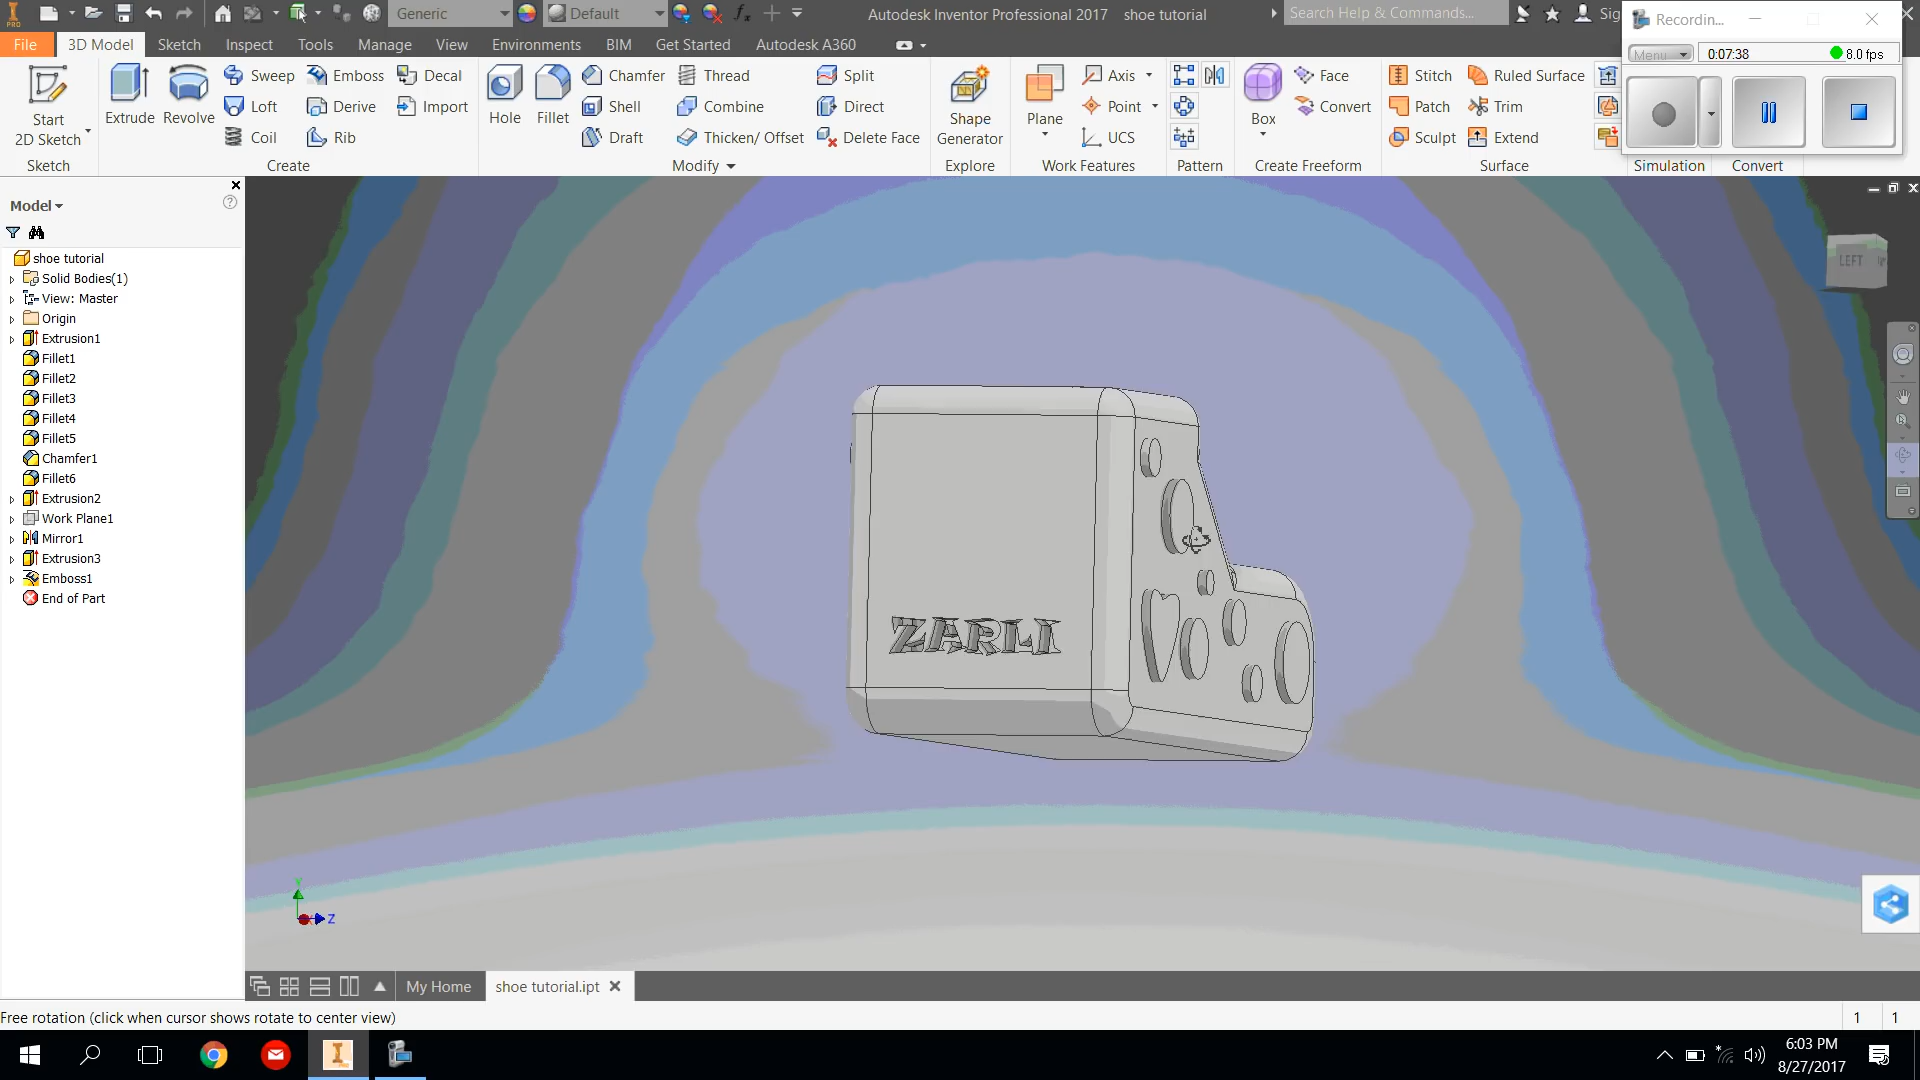 Generic
Default
Autodesk Inventor Professional 2017 shoe tutorial
Search Help & Commands...
Sig
Recordin...
File
3D Model
Sketch
Inspect
Tools
Manage
View
Environments
BIM
Get Started
Autodesk A360
Menu
0:07:38
8.0 fps
Start
2D Sketch
Sketch
Extrude
Revolve
Sweep
Loft
Coil
Emboss
Derive
Rib
Decal
Import
Create
Hole
Fillet
Chamfer
Shell
Draft
Thread
Combine
Thicken/ Offset
Split
Direct
Delete Face
Modify
Shape
Generator
Explore
Plane
Axis
Point
UCS
Work Features
Pattern
Box
Face
Convert
Create Freeform
Stitch
Patch
Sculpt
Ruled Surface
Trim
Extend
Surface
Simulation
Convert
Model
shoe tutorial
Solid Bodies(1)
View: Master
Origin
Extrusion1
Fillet1
Fillet2
Fillet3
Fillet4
Fillet5
Chamfer1
Fillet6
Extrusion2
Work Plane1
Mirror1
Extrusion3
Emboss1
End of Part
LEFT
ZARLI
Y
Z
My Home
shoe tutorial.ipt
Free rotation (click when cursor shows rotate to center view)
1
1
6:03 PM
8/27/2017